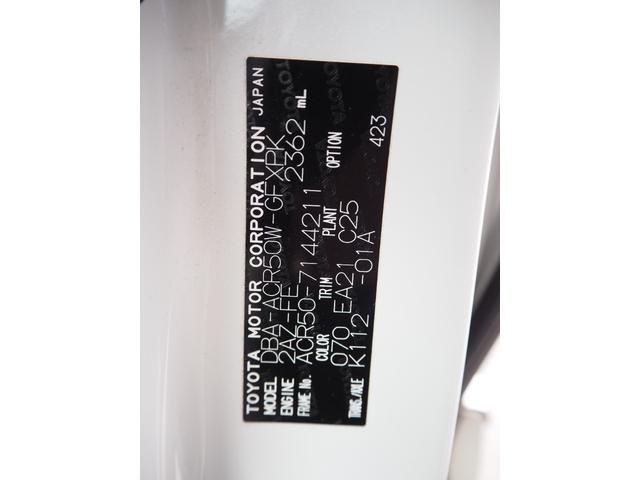 TOYOTA MOTOR CORPORATION JAPAN
MODEL DBA-ACR50W-GFXPK
ENGINE 2AZ-FE 2362 mL
FRAME No. ACR50-7144211
COLOR TRIM PLANT OPTION
070 EA21 C25 423
TRNS./AXLE K112 -01A